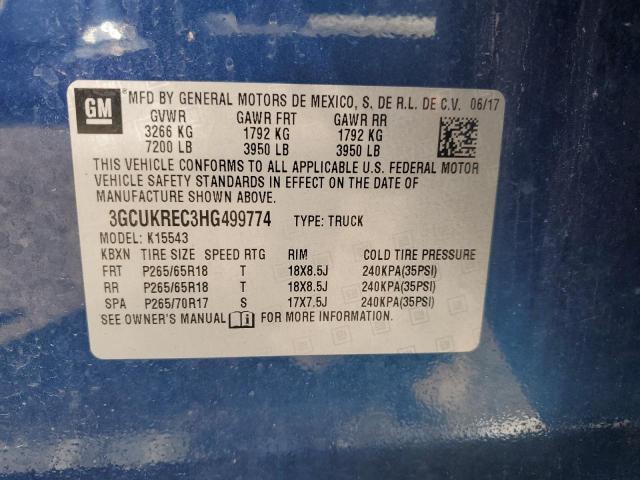 GM
®MFD BY GENERAL MOTORS DE MEXICO, S. DE R.L. DE C.V. 06/17
GVWR GAWR FRT GAWR RR
3266 KG 1792 KG 1792 KG
7200 LB 3950 LB 3950 LB
THIS VEHICLE CONFORMS TO ALL APPLICABLE U.S. FEDERAL MOTOR
VEHICLE SAFETY STANDARDS IN EFFECT ON THE DATE OF
MANUFACTURE SHOWN ABOVE.
3GCUKREC3HG499774 TYPE: TRUCK
MODEL: K15543
KBXN TIRE SIZE SPEED RTG RIM COLD TIRE PRESSURE
FRT P265/65R18 T 18X8.5J 240KPA(35PSI)
RR P265/65R18 T 18X8.5J 240KPA(35PSI)
SPA P265/70R17 S 17X7.5J 240KPA(35PSI)
SEE OWNER'S MANUAL FOR MORE INFORMATION.